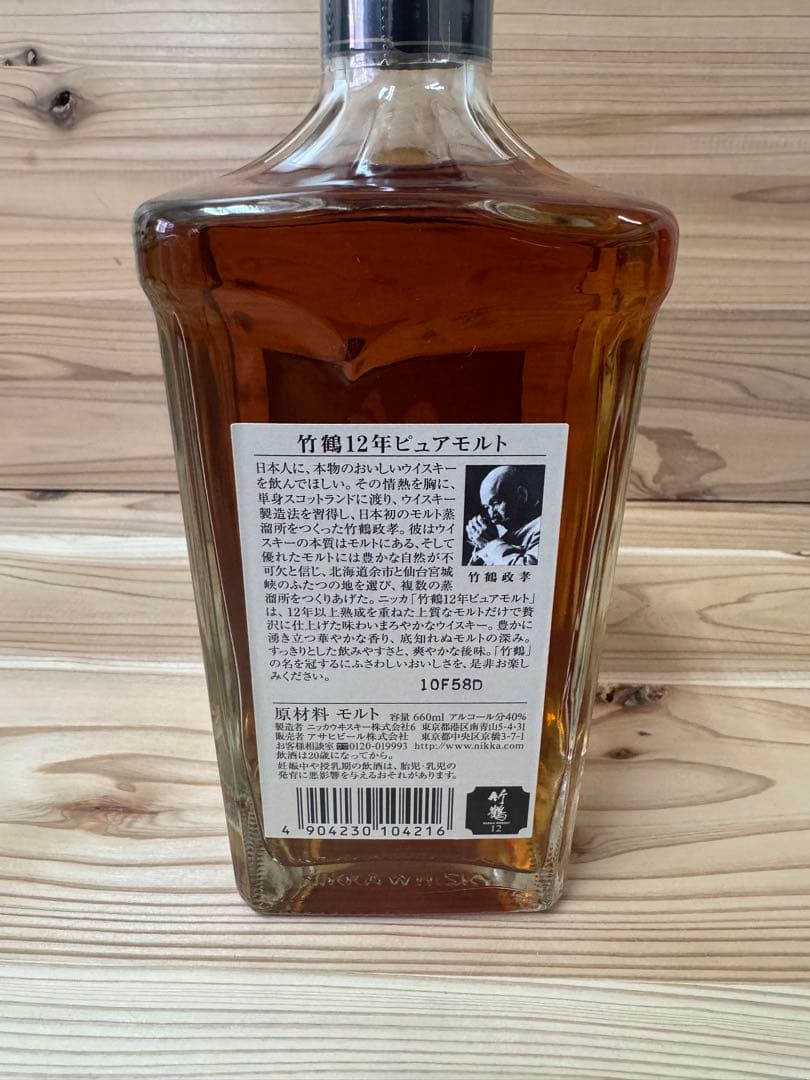 竹鶴12年ピュアモルト
日本人に、本物のおいしいウイスキー
を飲んでほしい。その情熱を胸に、
単身スコットランドに渡り、ウイスキー
製造法を習得し、日本初のモルト蒸
溜所をつくった竹鶴政孝。彼はウイ
スキーの本質はモルトにある、そして
優れたモルトには豊かな自然が不
可欠と信じ、北海道余市と仙台宮城
峡のふたつの地を選び、複数の蒸
溜所をつくりあげた。ニッカ「竹鶴12年ピュアモルト」
は、12年以上熟成を重ねた上質なモルトだけで贅
沢に仕上げた味わいまろやかなウイスキー。豊かに
湧き立つ華やかな香り、底知れぬモルトの深み。
すっきりとした飲みやすさと、爽やかな後味。「竹鶴」
の名を冠するにふさわしいおいしさを、是非お楽し
みください。
竹鶴政孝
10F58D
原材料 モルト 容量 660ml アルコール分40%
製造者 ニッカウヰスキー株式会社6 東京都港区南青山5-4-31
販売者 アサヒビール株式会社 東京都中央区京橋3-7-1
お客様相談室 0120-019993 http://www.nikka.com
飲酒は20歳になってから。
妊娠中や授乳期の飲酒は、胎児・乳児の
発育に悪影響を与えるおそれがあります。
4 904230 104216
竹鶴
12
NIKKA WHISKY